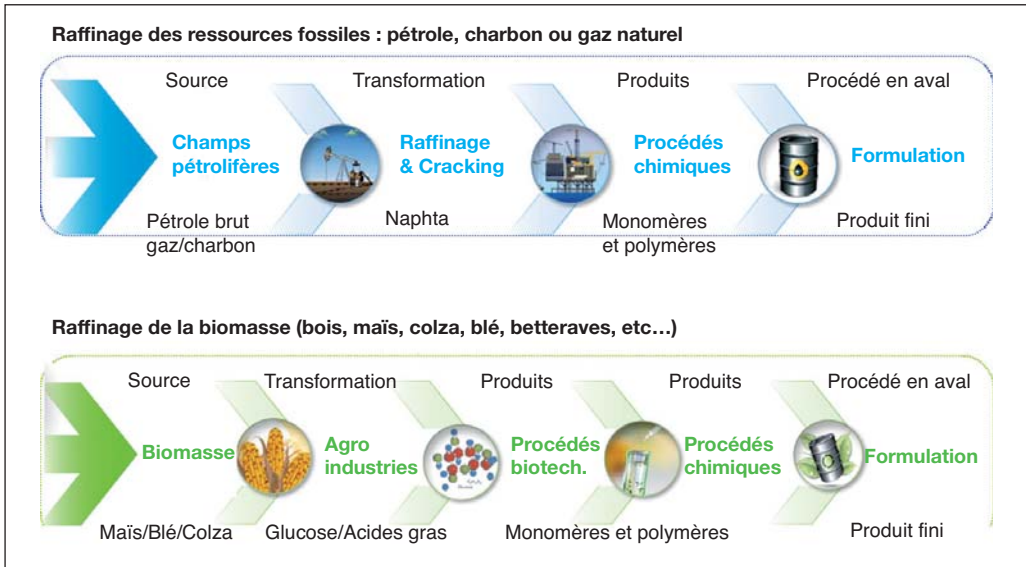 Raffinage des ressources fossiles : pétrole, charbon ou gaz naturel
Source
Transformation
Produits
Procédé en aval
Champs
pétrolifères
Raffinage
& Cracking
Procédés
chimiques
Formulation
Pétrole brut
gaz/charbon
Naphta
Monomères
et polymères
Produit fini
Raffinage de la biomasse (bois, maïs, colza, blé, betteraves, etc…)
Source
Transformation
Produits
Produits
Procédé en aval
Biomasse
Agro
industries
Procédés
biotech.
Procédés
chimiques
Formulation
Maïs/Blé/Colza
Glucose/Acides gras
Monomères et polymères
Produit fini